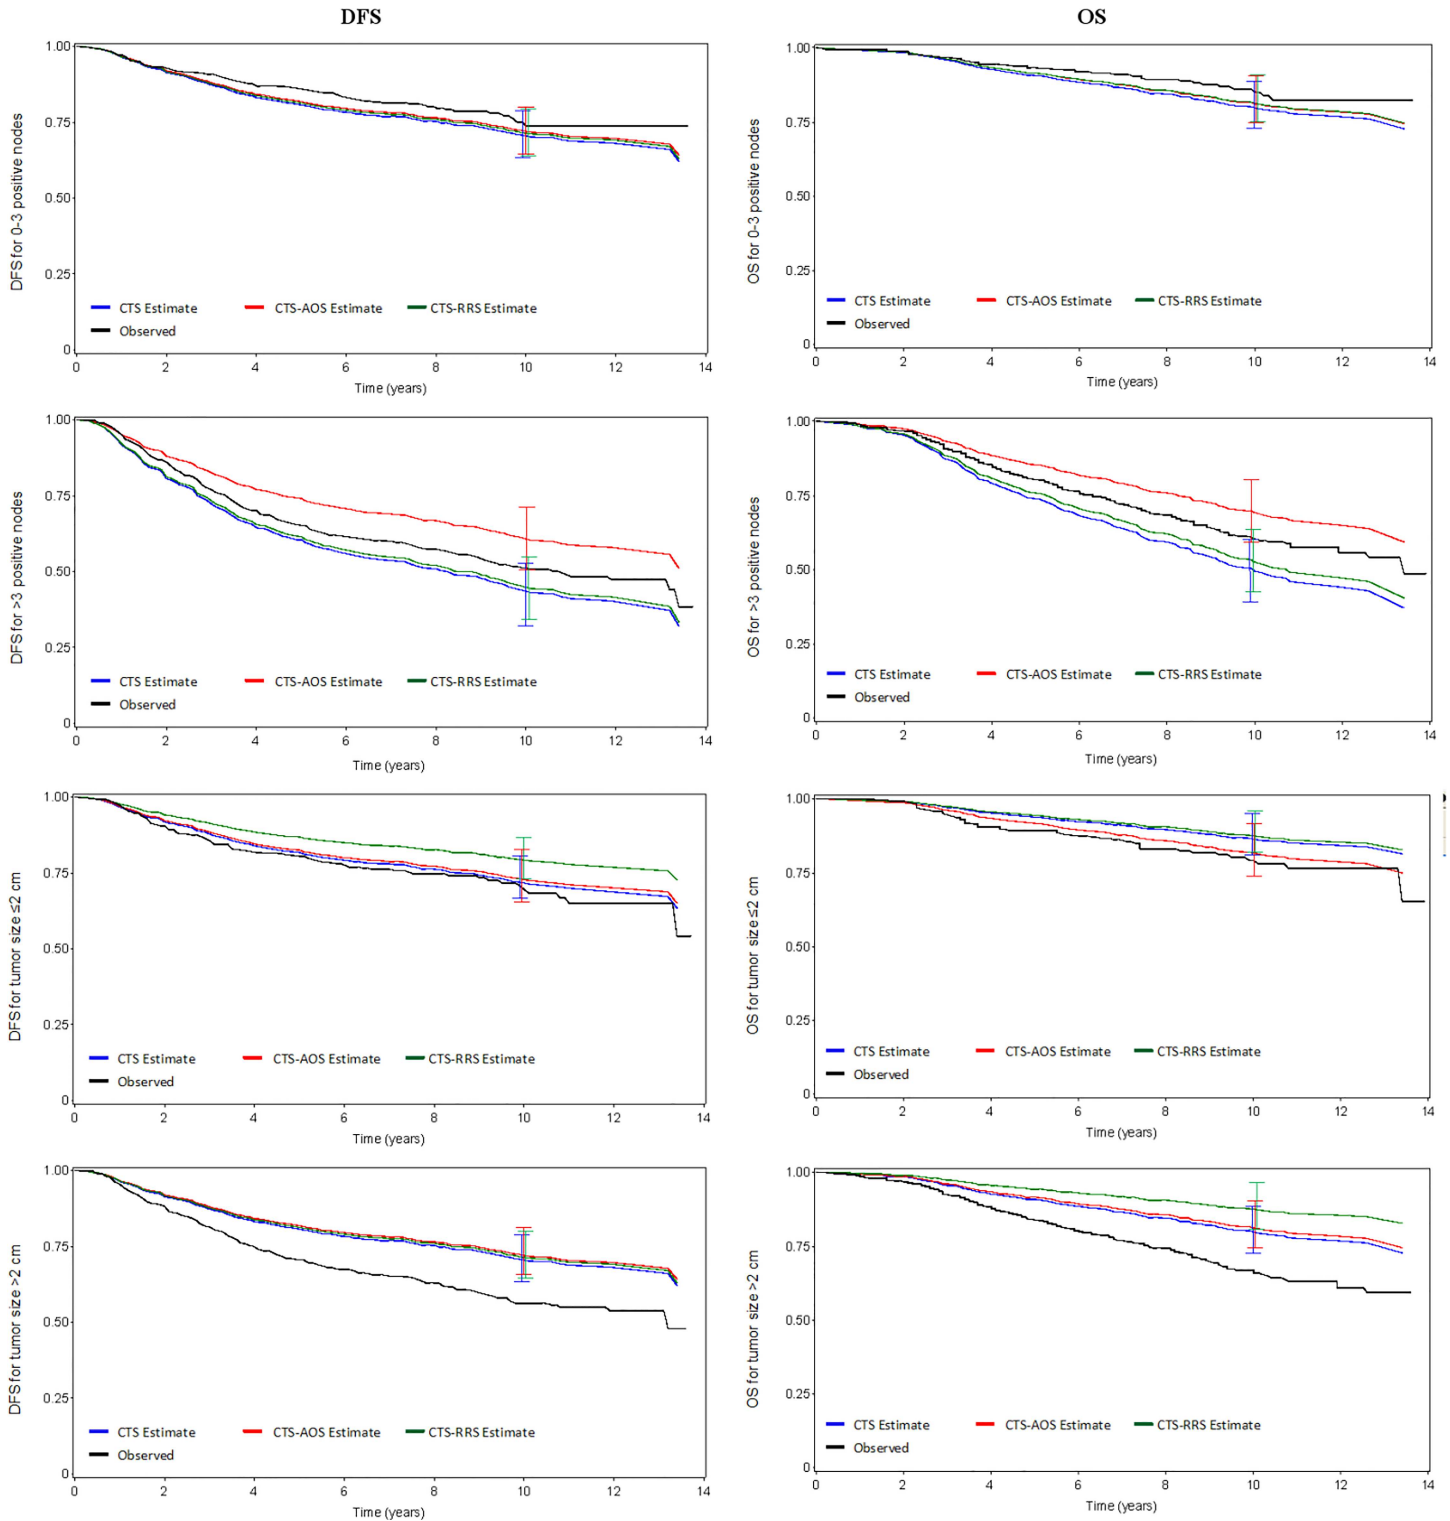 DFS
OS
DFS for 0-3 positive nodes
1.00
0.75
0.50
0.25
0
CTS Estimate CTS-AOS Estimate CTS-RRS Estimate
Observed
0 2 4 6 8 10 12 14
Time (years)
OS for 0-3 positive nodes
1.00
0.75
0.50
0.25
0
CTS Estimate CTS-AOS Estimate CTS-RRS Estimate
Observed
0 2 4 6 8 10 12 14
Time (years)
DFS for >3 positive nodes
1.00
0.75
0.50
0.25
0
CTS Estimate CTS-AOS Estimate CTS-RRS Estimate
Observed
0 2 4 6 8 10 12 14
Time (years)
OS for >3 positive nodes
1.00
0.75
0.50
0.25
0
CTS Estimate CTS-AOS Estimate CTS-RRS Estimate
Observed
0 2 4 6 8 10 12 14
Time (years)
DFS for tumor size ≤2 cm
1.00
0.75
0.50
0.25
0
CTS Estimate CTS-AOS Estimate CTS-RRS Estimate
Observed
0 2 4 6 8 10 12 14
Time (years)
OS for tumor size ≤2 cm
1.00
0.75
0.50
0.25
0
CTS Estimate CTS-AOS Estimate CTS-RRS Estimate
Observed
0 2 4 6 8 10 12 14
Time (years)
DFS for tumor size >2 cm
1.00
0.75
0.50
0.25
0
CTS Estimate CTS-AOS Estimate CTS-RRS Estimate
Observed
0 2 4 6 8 10 12 14
Time (years)
OS for tumor size >2 cm
1.00
0.75
0.50
0.25
0
CTS Estimate CTS-AOS Estimate CTS-RRS Estimate
Observed
0 2 4 6 8 10 12 14
Time (years)